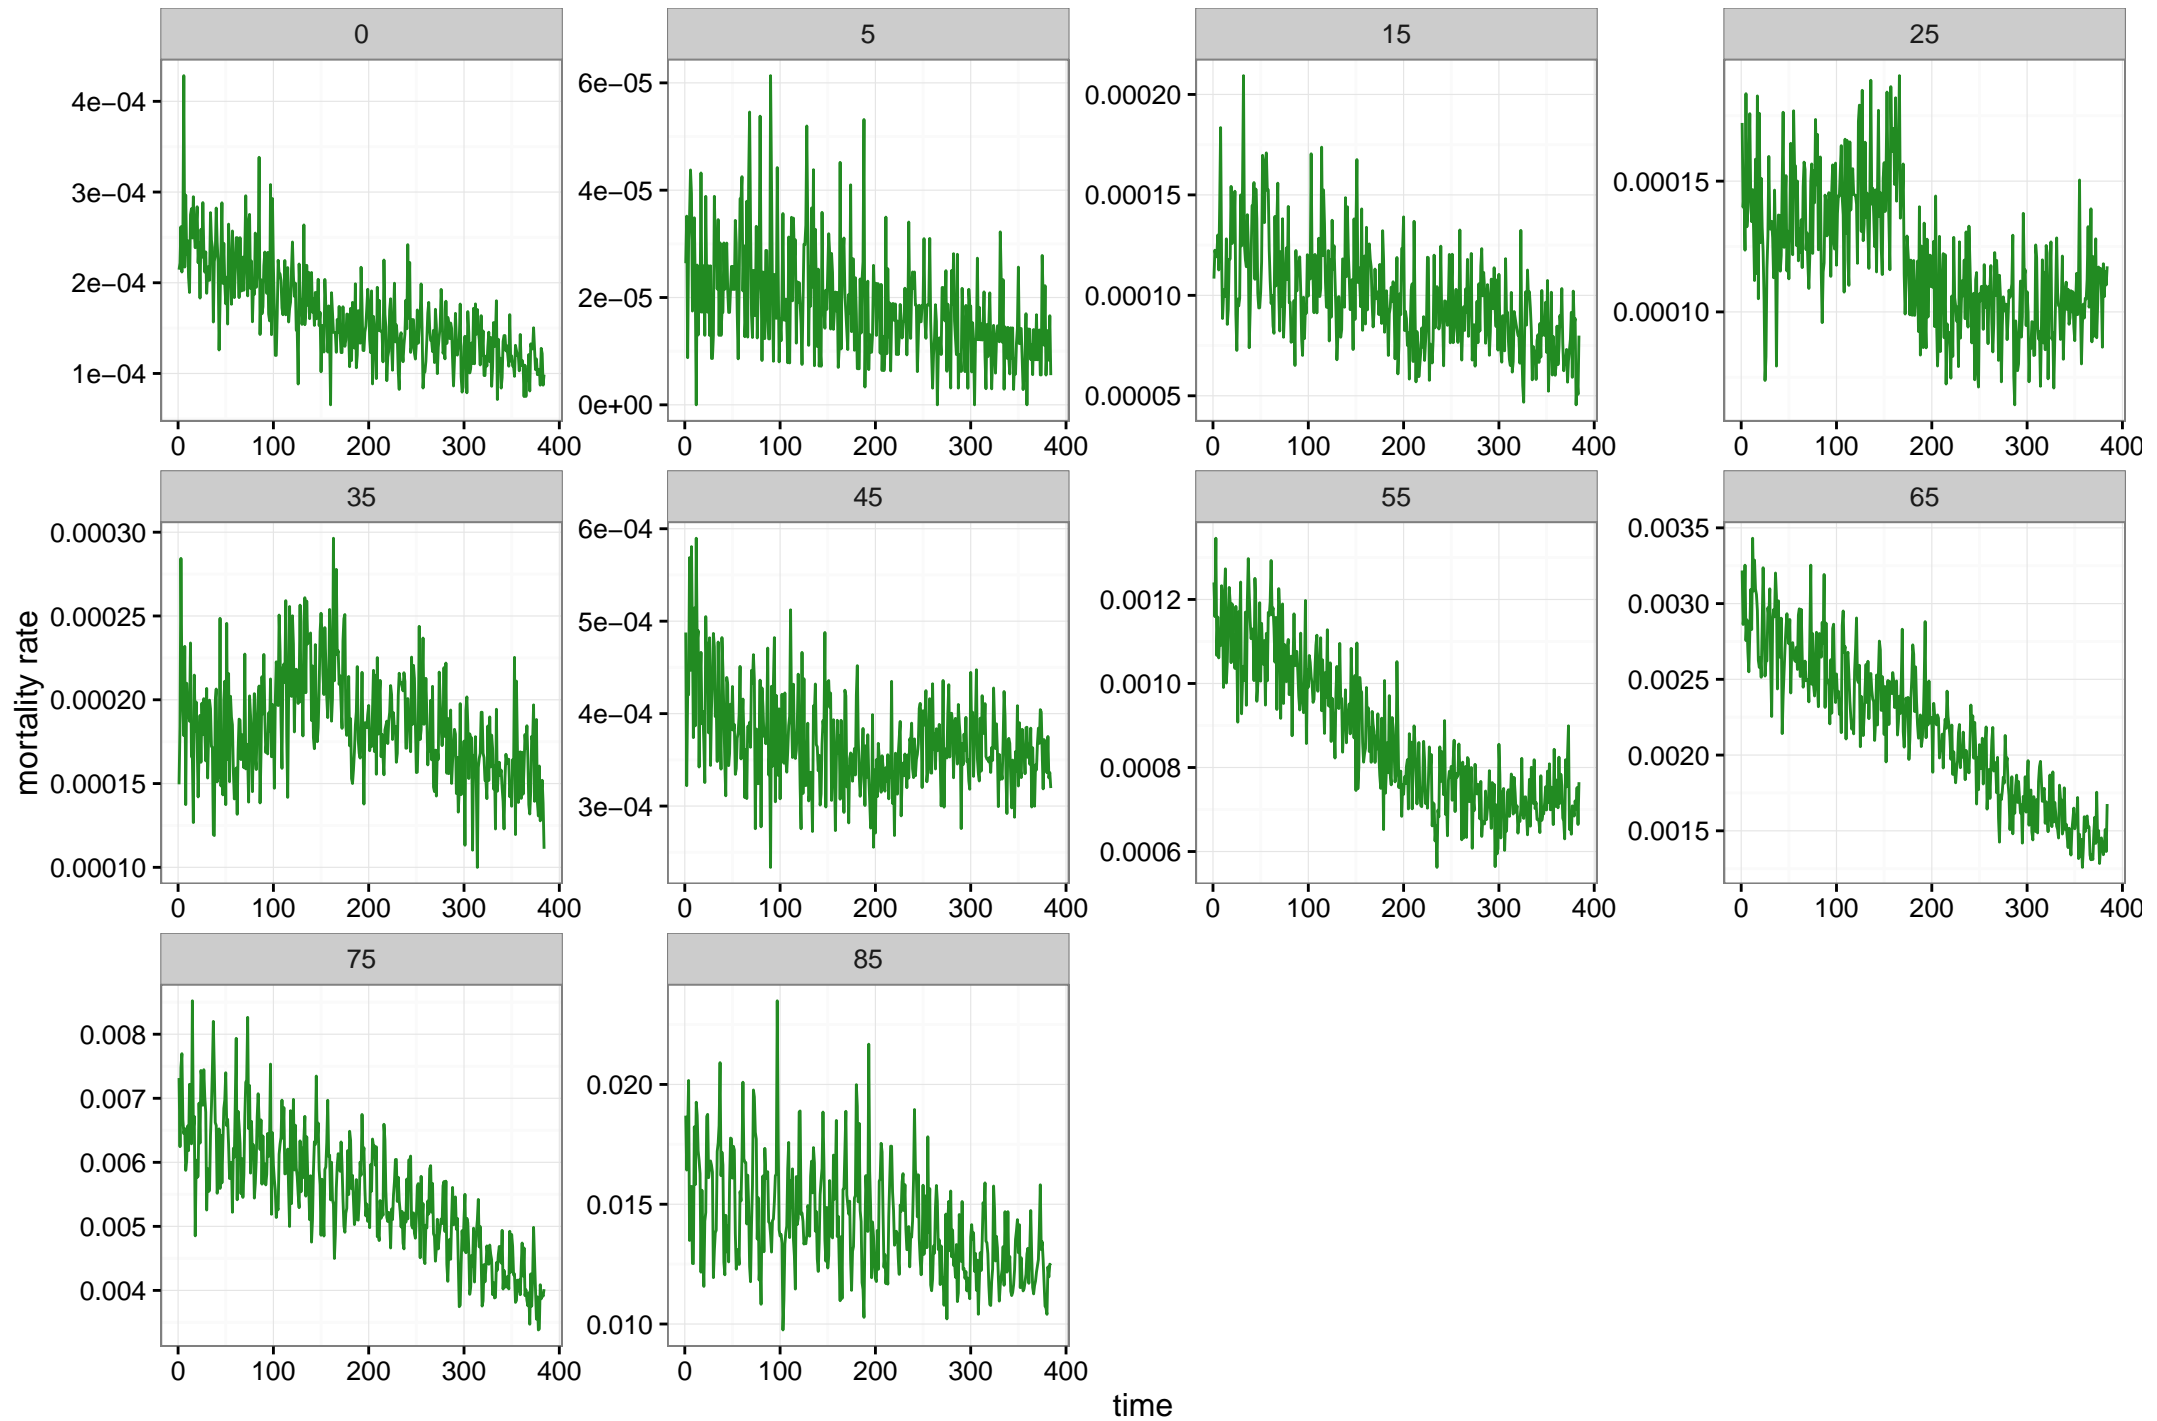 0 5 15 25
4e−04 3e−04 2e−04 1e−04
6e−05 4e−05 2e−05 0e+00
0.00020 0.00015 0.00010 0.00005
0.00015 0.00010
0 100 200 300 400 0 100 200 300 400 0 100 200 300 400 0 100 200 300 400
35 45 55 65
mortality rate
0.00030 0.00025 0.00020 0.00015 0.00010
6e−04 5e−04 4e−04 3e−04
0.0012 0.0010 0.0008 0.0006
0.0035 0.0030 0.0025 0.0020 0.0015
0 100 200 300 400 0 100 200 300 400 0 100 200 300 400 0 100 200 300 400
75 85
0.008 0.007 0.006 0.005 0.004
0.020 0.015 0.010
0 100 200 300 400 0 100 200 300 400
time